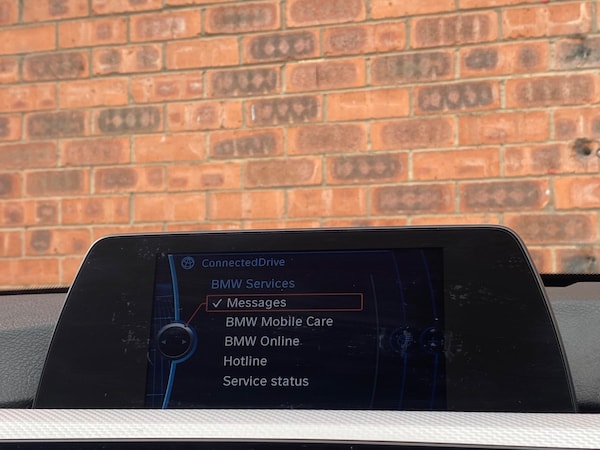 ConnectedDrive
BMW Services
✓ Messages
BMW Mobile Care
BMW Online
Hotline
Service status